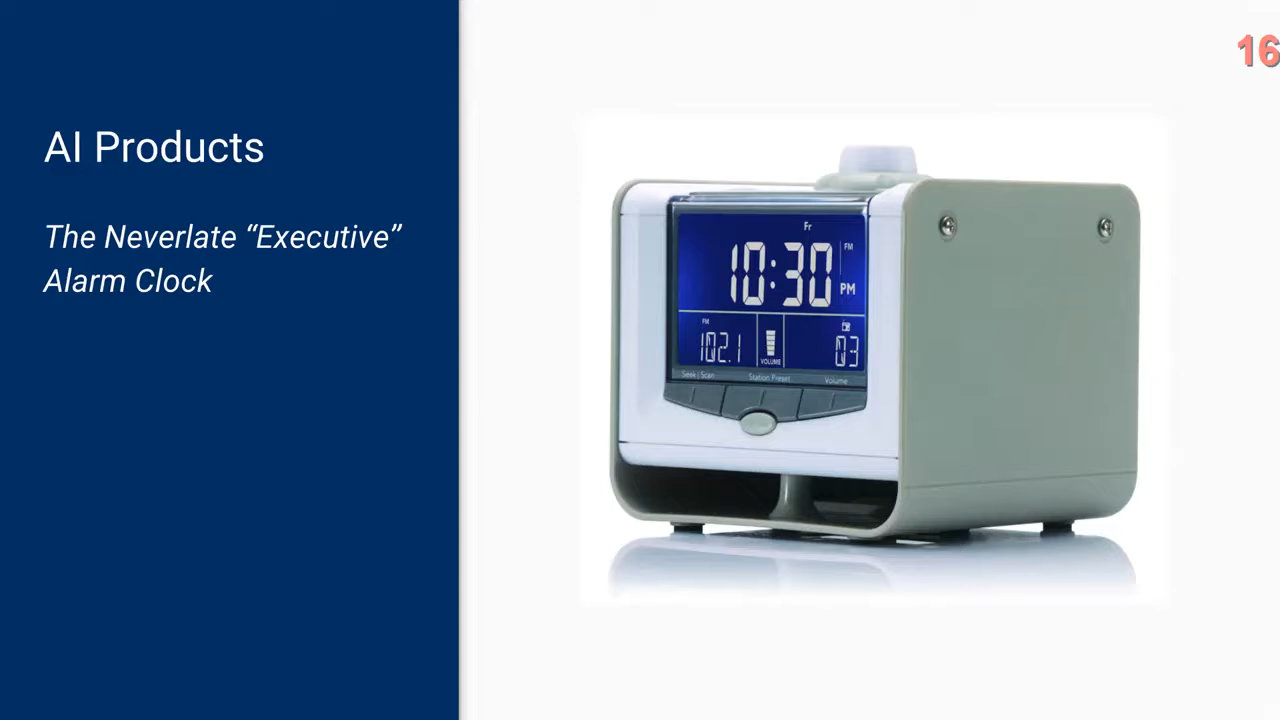 16
AI Products
The Neverlate “Executive”
Alarm Clock
Fr
FM
10:30
PM
FM
102.1
VOLUME
03
Seek | Scan
Station Preset
Volume